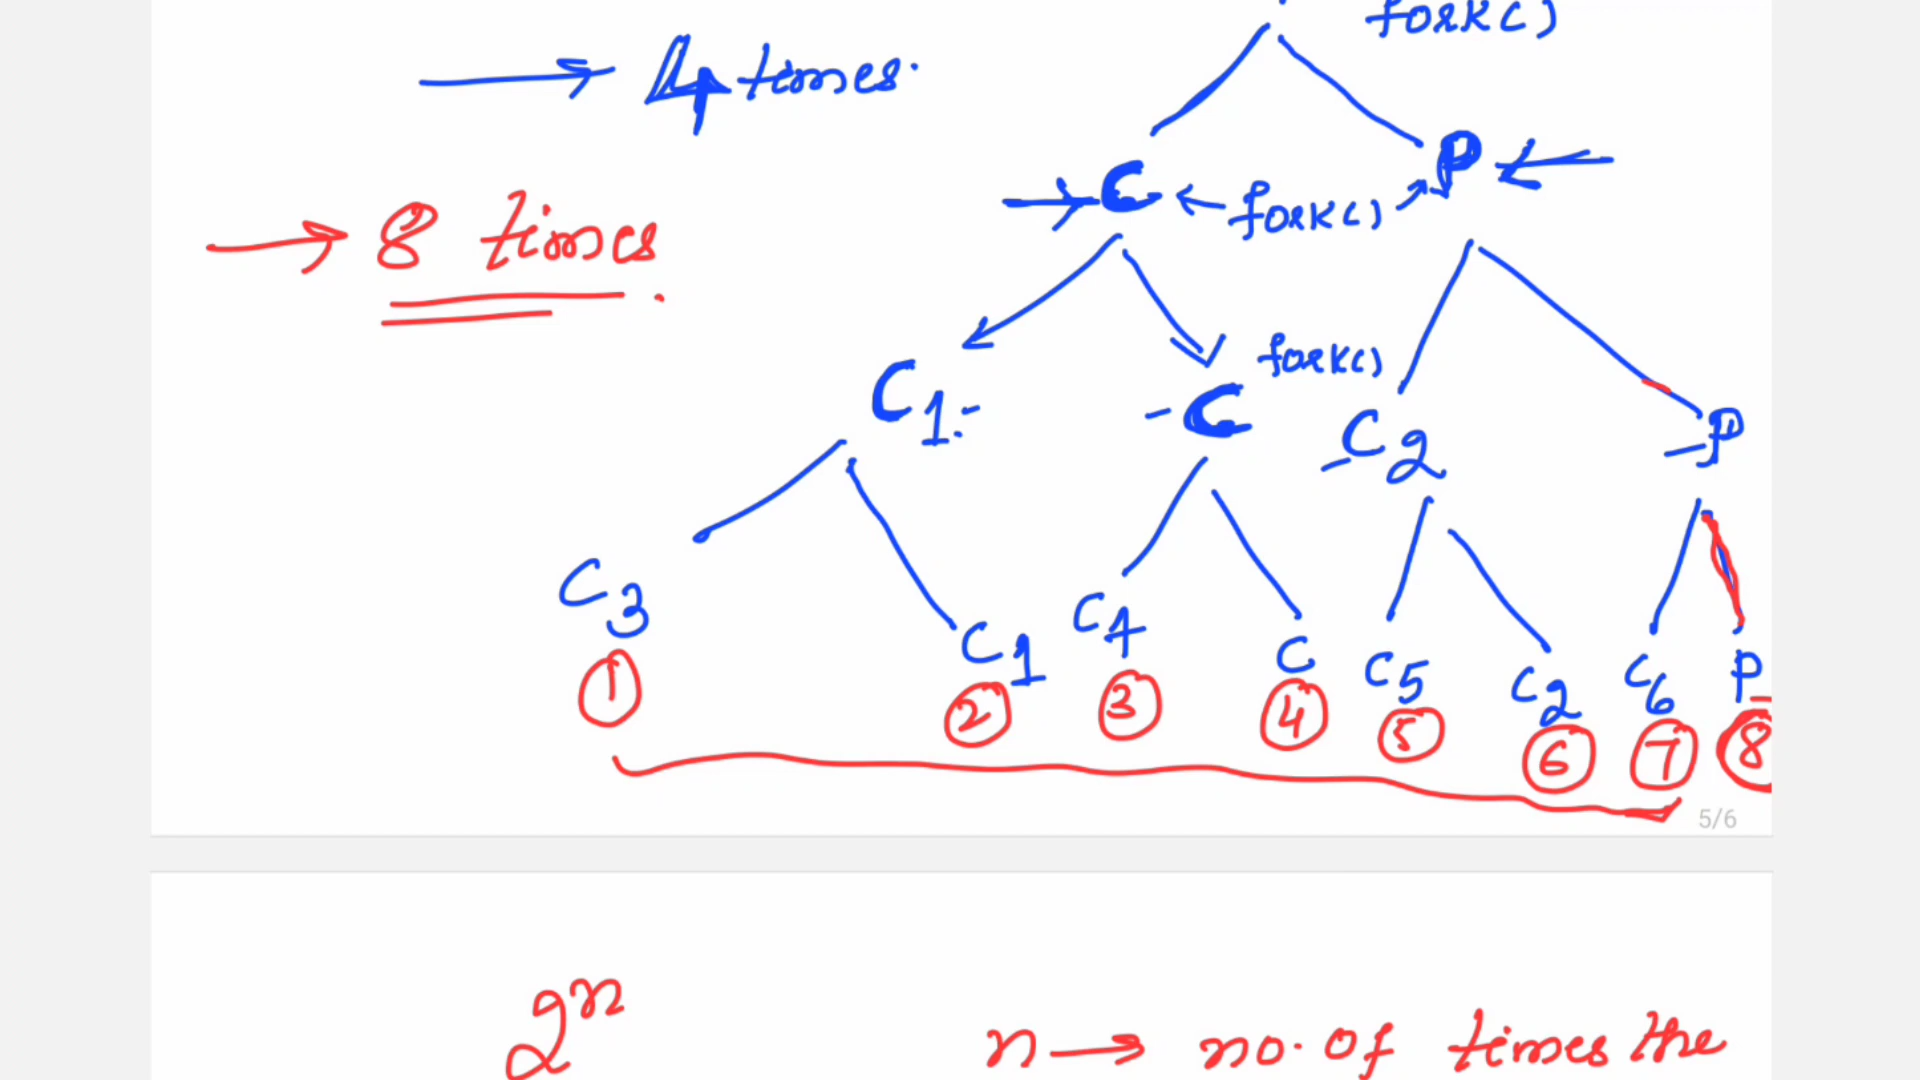 fork()
→ 4 times.
C ← fork() → P ←
→ 8 times.
fork()
C1 C C2 P
C3 C1 C4 C C5 C2 C6 P
1 2 3 4 5 6 7 8
5/6
2^n n → no. of times the